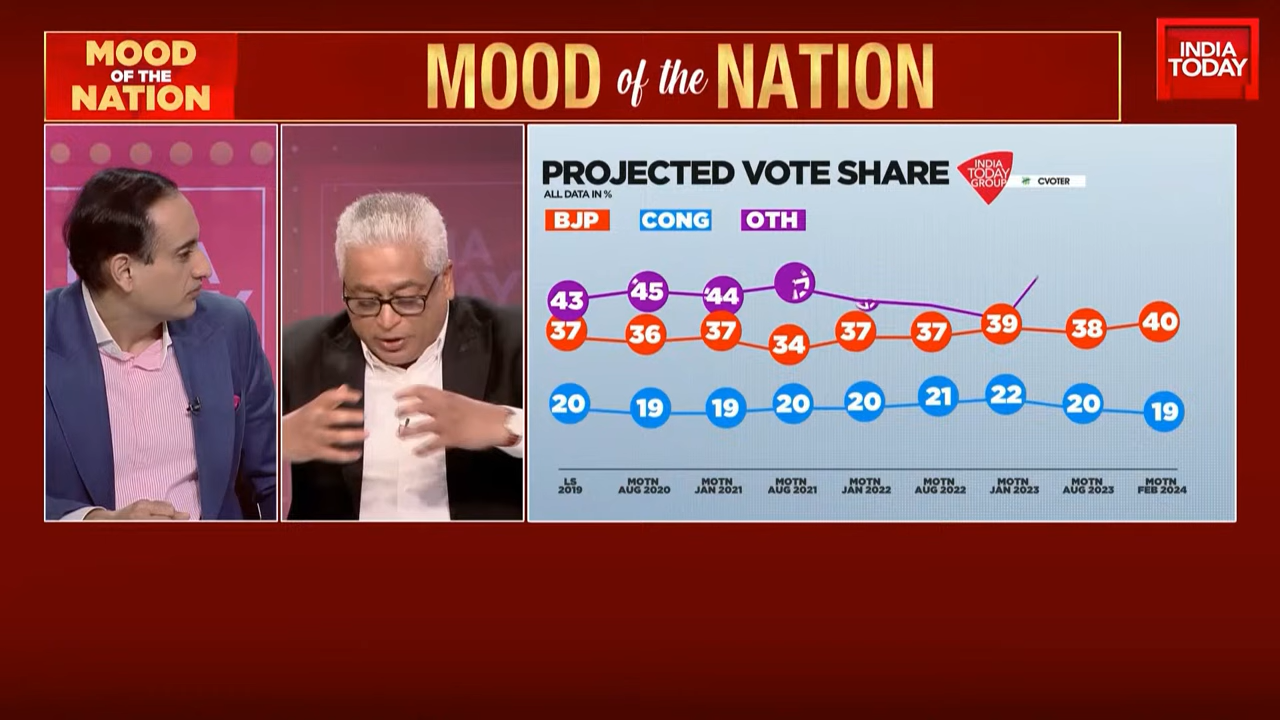 MOOD
OF THE
NATION
MOOD of the NATION
INDIA
TODAY
PROJECTED VOTE SHARE
INDIA
TODAY
GROUP
CVOTER
ALL DATA IN %
BJP CONG OTH
43 45 44
37 36 37 34 37 37 39 38 40
20 19 19 20 20 21 22 20 19
LS
2019
MOTN
AUG 2020
MOTN
JAN 2021
MOTN
AUG 2021
MOTN
JAN 2022
MOTN
AUG 2022
MOTN
JAN 2023
MOTN
AUG 2023
MOTN
FEB 2024